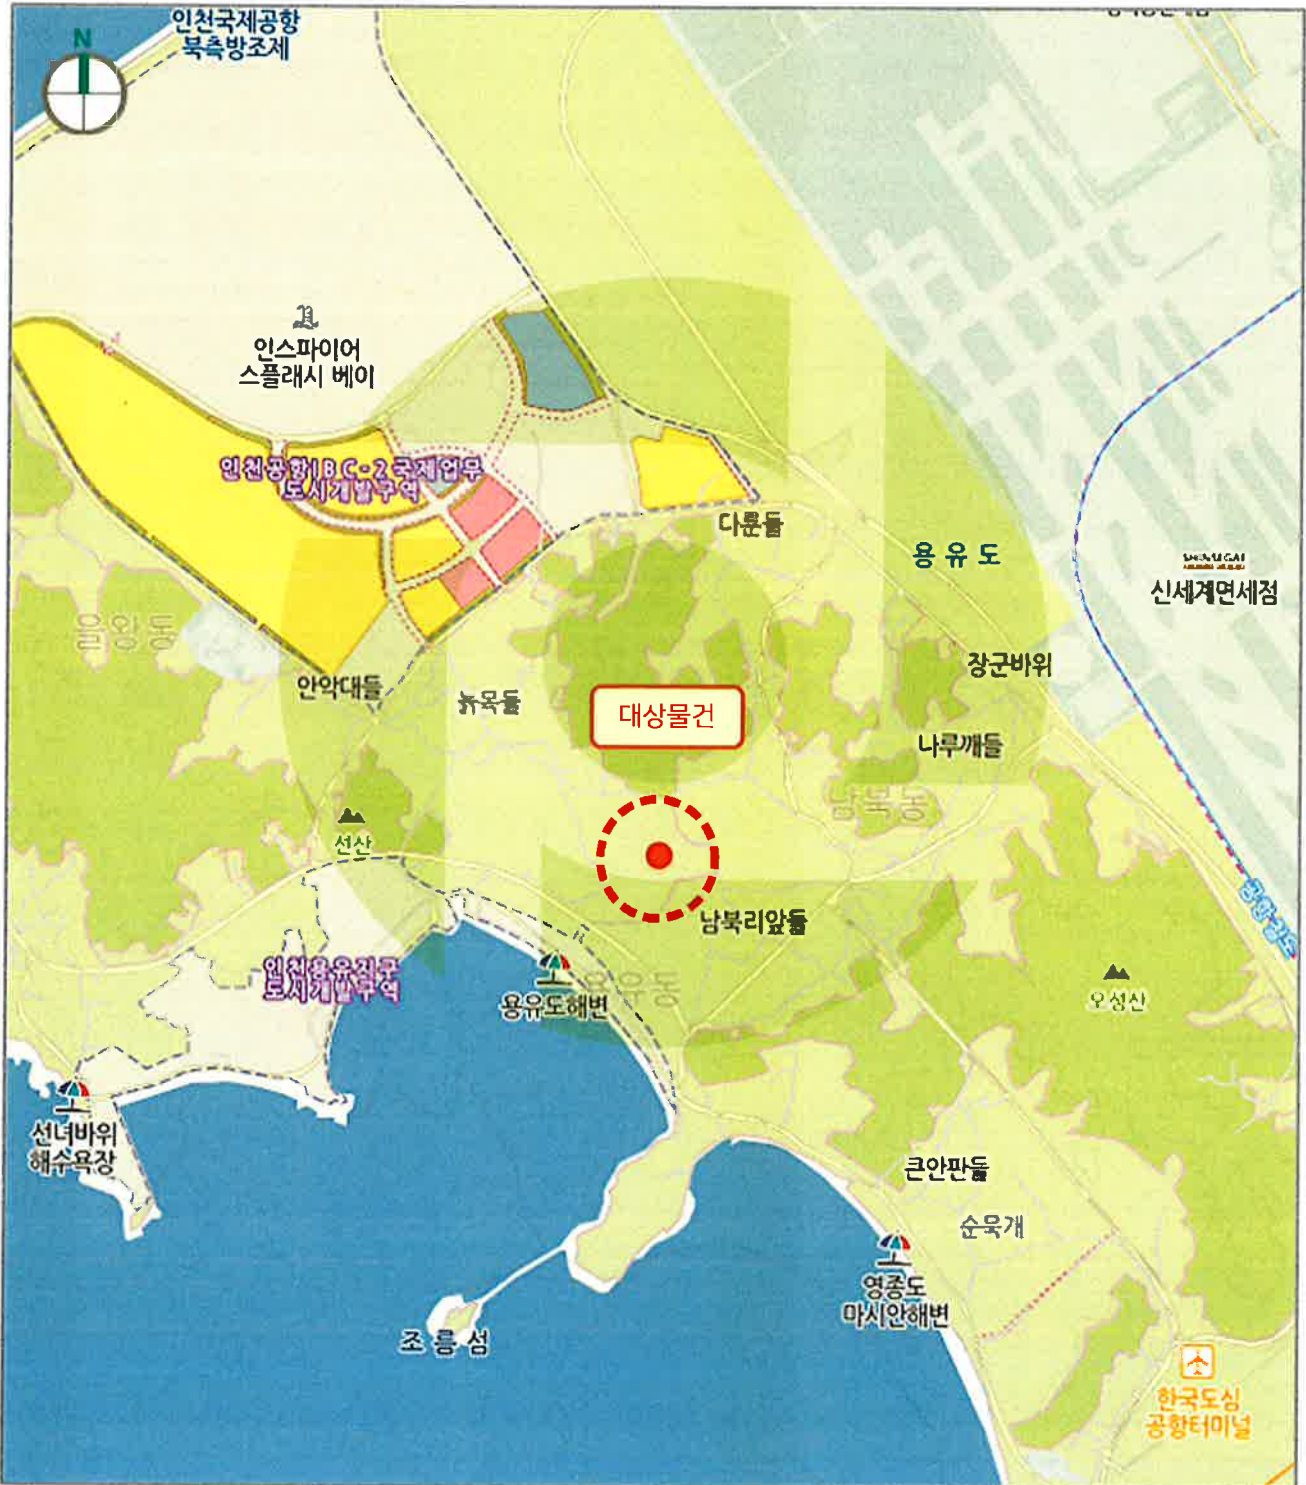 인천국제공항
북측방조제
N
인스파이어
스플래시 베이
인천공항IBC-2국제업무
도시개발구역
다룬들
용유도
SHINSEGAE
신세계면세점
을왕동
장군바위
안악대들
늙목들
대상물건
나루깨들
남북동
선산
공항철도
남북리앞들
인천용유지구
도시개발구역
용유동
용유도해변
오성산
선녀바위
해수욕장
큰안판들
순욱개
영종도
마시안해변
조름섬
한국도심
공항터미널